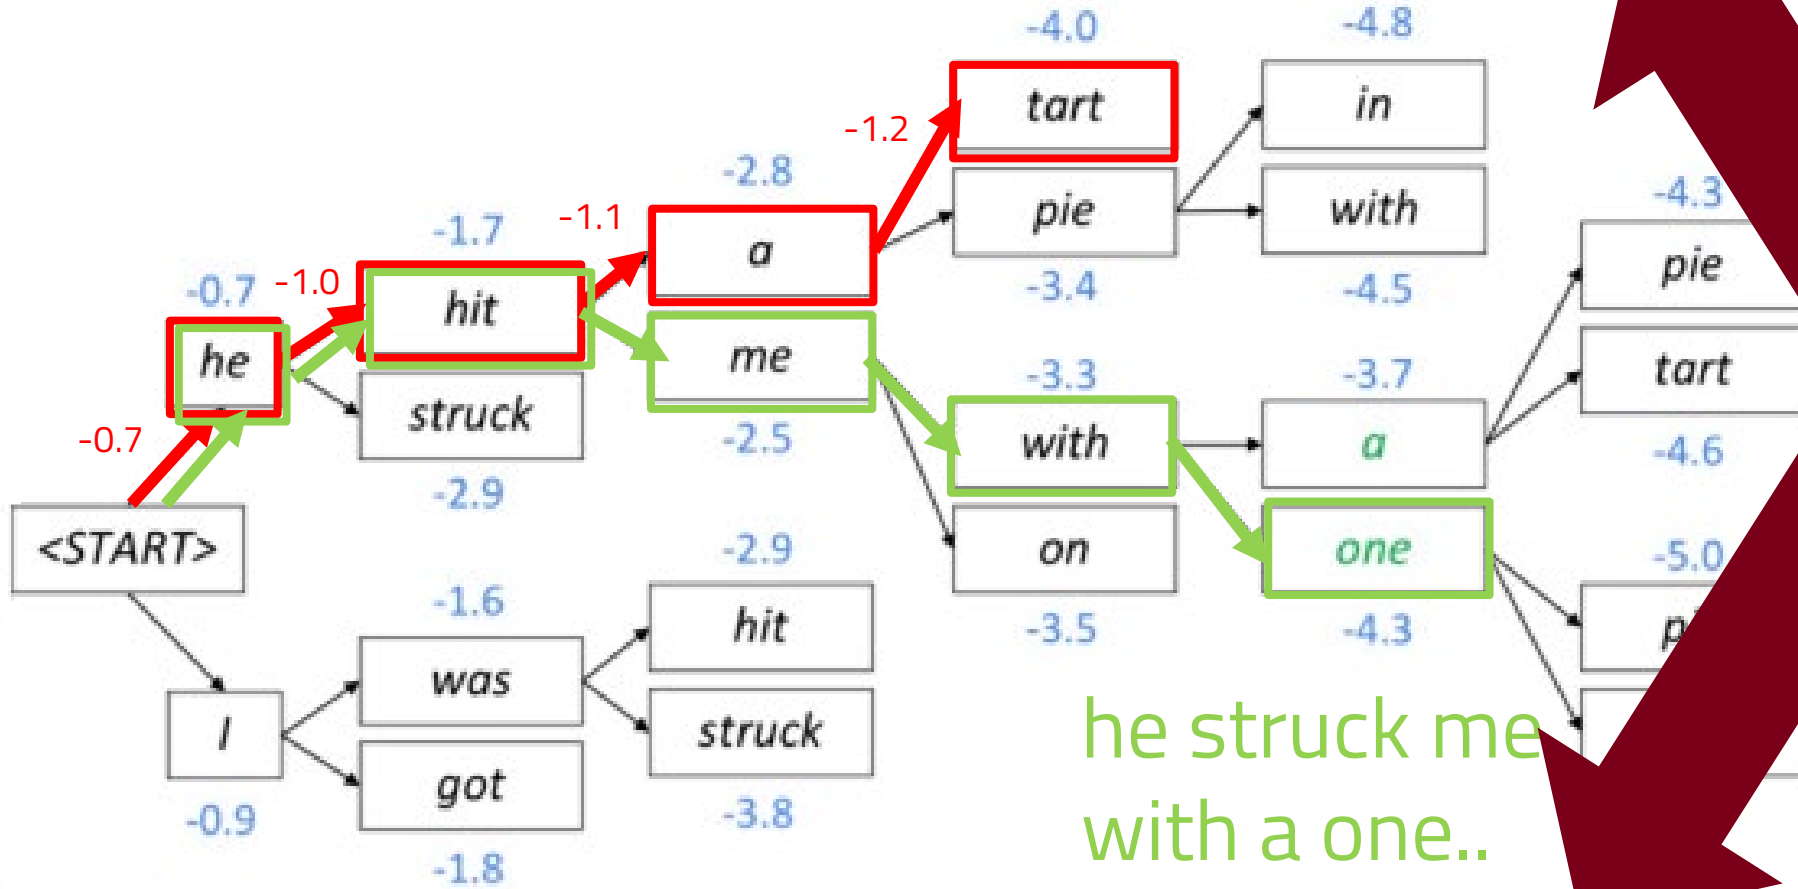 -4.0
-4.8
tart
in
-1.2
-2.8
pie
with
-4.3
-1.7
-1.1
a
-3.4
-4.5
pie
-0.7
-1.0
hit
me
-3.3
-3.7
tart
he
struck
-2.5
with
a
-4.6
-0.7
-2.9
<START>
-2.9
on
one
-5.0
-1.6
hit
-3.5
-4.3
was
I
struck
he struck me
with a one..
got
-0.9
-3.8
-1.8